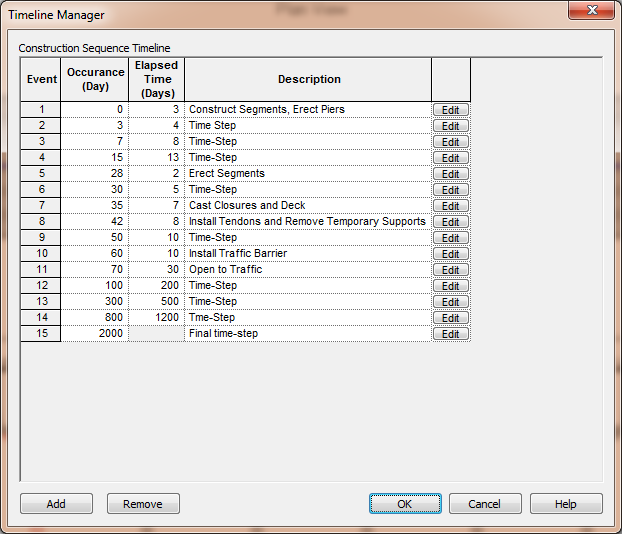 Plan View
Timeline Manager
Construction Sequence Timeline
Event Occurance (Day) Elapsed Time (Days) Description
1 0 3 Construct Segments, Erect Piers Edit
2 3 4 Time Step Edit
3 7 8 Time-Step Edit
4 15 13 Time-Step Edit
5 28 2 Erect Segments Edit
6 30 5 Time-Step Edit
7 35 7 Cast Closures and Deck Edit
8 42 8 Install Tendons and Remove Temporary Supports Edit
9 50 10 Time-Step Edit
10 60 10 Install Traffic Barrier Edit
11 70 30 Open to Traffic Edit
12 100 200 Time-Step Edit
13 300 500 Time-Step Edit
14 800 1200 Tme-Step Edit
15 2000 Final time-step Edit
Add Remove OK Cancel Help